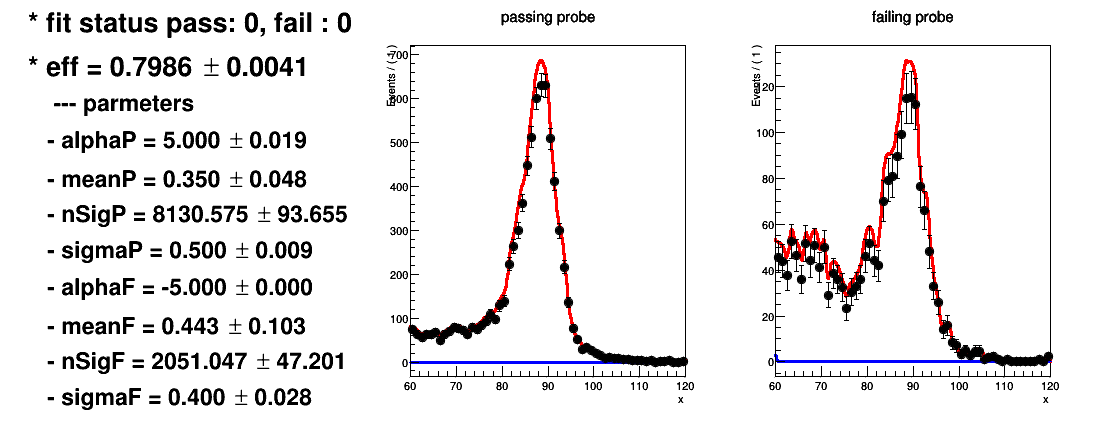 * fit status pass: 0, fail : 0
* eff = 0.7986 ± 0.0041
--- parmeters
- alphaP = 5.000 ± 0.019
- meanP = 0.350 ± 0.048
- nSigP = 8130.575 ± 93.655
- sigmaP = 0.500 ± 0.009
- alphaF = -5.000 ± 0.000
- meanF = 0.443 ± 0.103
- nSigF = 2051.047 ± 47.201
- sigmaF = 0.400 ± 0.028
passing probe
Events / ( 1 )
700
600
500
400
300
200
100
0
60 70 80 90 100 110 120
x
failing probe
Events / ( 1 )
120
100
80
60
40
20
0
60 70 80 90 100 110 120
x